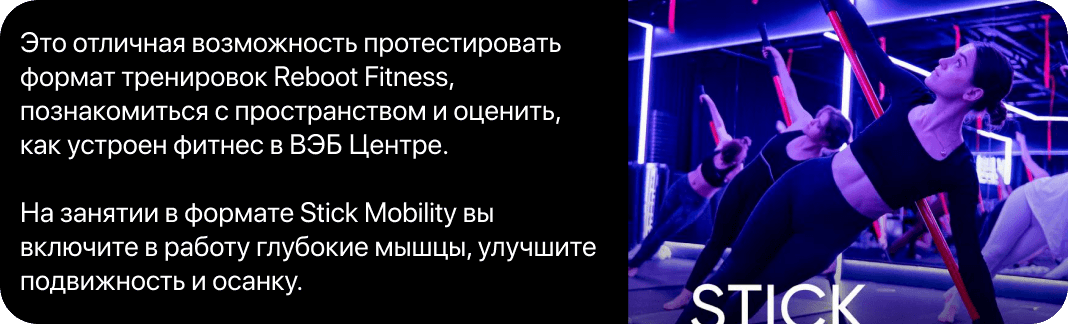 Это отличная возможность протестировать
формат тренировок Reboot Fitness,
познакомиться с пространством и оценить,
как устроен фитнес в ВЭБ Центре.
На занятии в формате Stick Mobility вы
включите в работу глубокие мышцы, улучшите
подвижность и осанку.
STICK